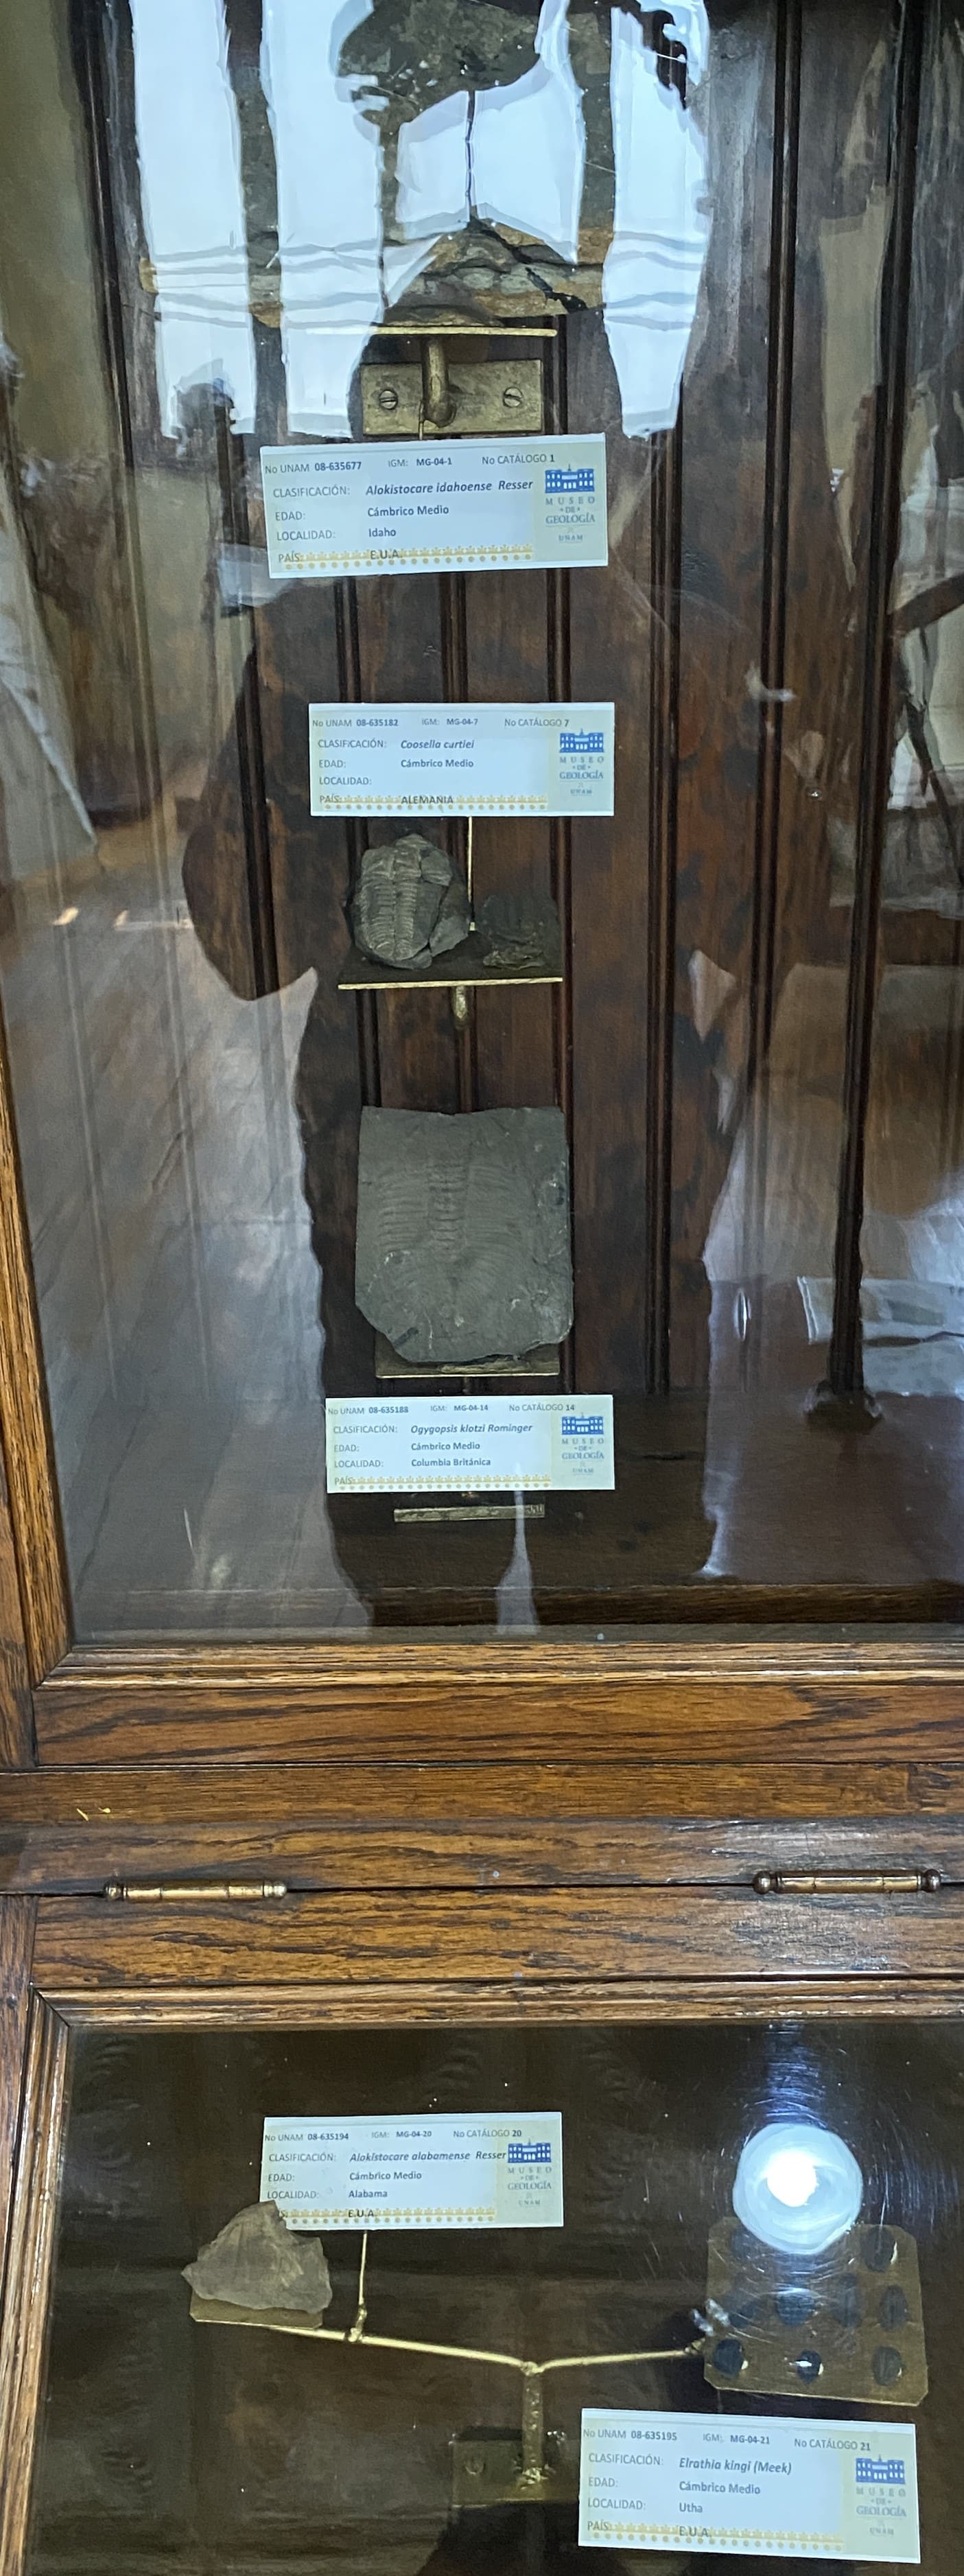 No UNAM 08-635677 IGM: MG-04-1 No CATÁLOGO 1
CLASIFICACIÓN: Alokistocare idahoense Resser
EDAD: Cámbrico Medio
LOCALIDAD: Idaho
PAÍS: E.U.A.
MUSEO
DE
GEOLOGÍA
UNAM
No UNAM 08-635182 IGM: MG-04-7 No CATÁLOGO 7
CLASIFICACIÓN: Coosella curtiei
EDAD: Cámbrico Medio
LOCALIDAD:
PAÍS: ALEMANIA
MUSEO
DE
GEOLOGÍA
UNAM
No UNAM 08-635188 IGM: MG-04-14 No CATÁLOGO 14
CLASIFICACIÓN: Ogygopsis klotzi Rominger
EDAD: Cámbrico Medio
LOCALIDAD: Columbia Británica
PAÍS:
MUSEO
DE
GEOLOGÍA
UNAM
No UNAM 08-635194 IGM: MG-04-20 No CATÁLOGO 20
CLASIFICACIÓN: Alokistocare alabamense Resser
EDAD: Cámbrico Medio
LOCALIDAD: Alabama
E.U.A.
MUSEO
DE
GEOLOGÍA
UNAM
No UNAM 08-635195 IGM: MG-04-21 No CATÁLOGO 21
CLASIFICACIÓN: Elrathia kingi (Meek)
EDAD: Cámbrico Medio
LOCALIDAD: Utha
PAÍS: E.U.A.
MUSEO
DE
GEOLOGÍA
UNAM